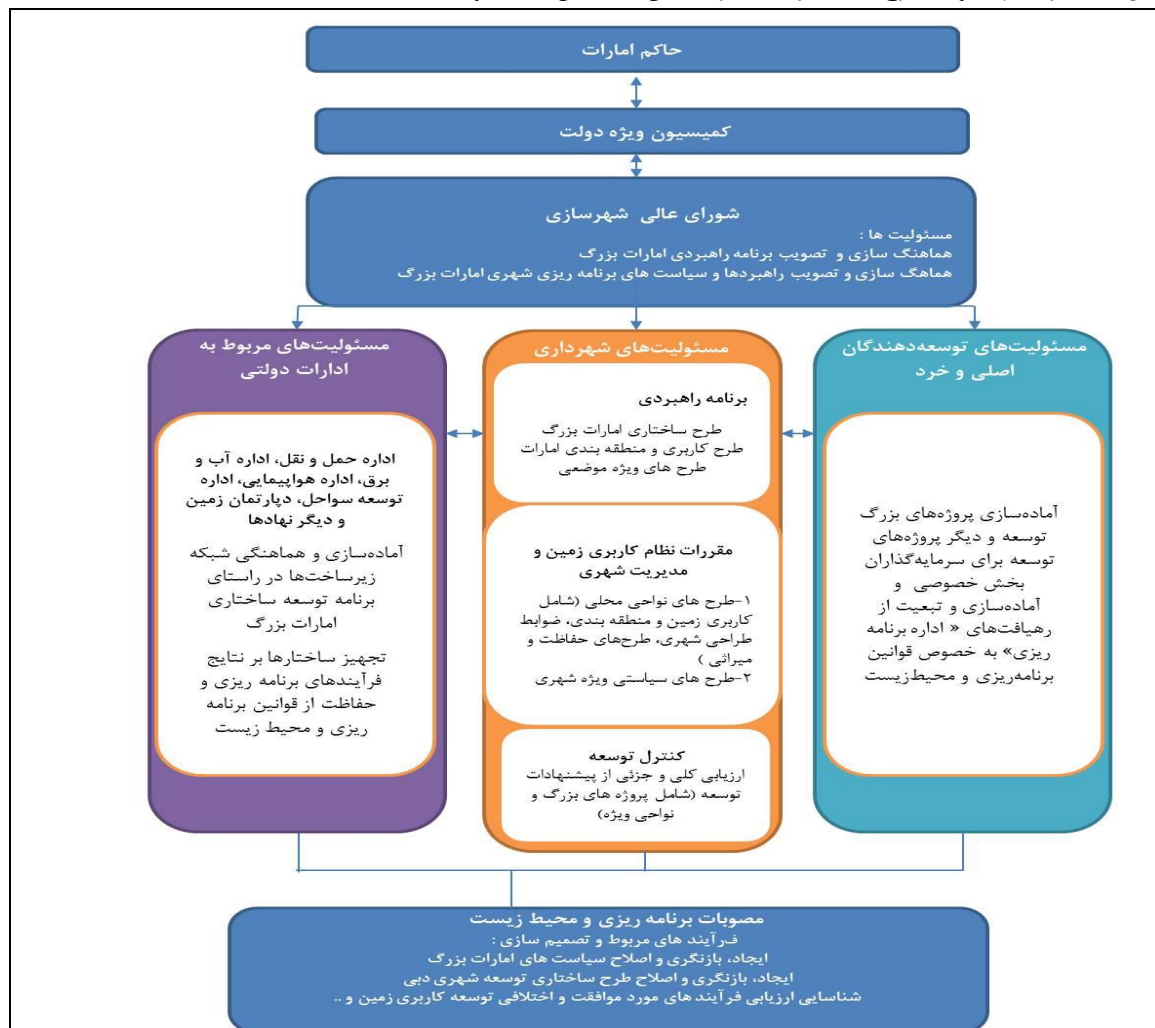 حاکم امارات
کمیسیون ویژه دولت
شورای عالی شهرسازی
مسئولیت ها :
هماهنگ سازی و تصویب برنامه راهبردی امارات بزرگ
هماهگ سازی و تصویب راهبردها و سیاست های برنامه ریزی شهری امارات بزرگ
مسئولیت‌های توسعه‌دهندگان
اصلی و خرد
آماده‌سازی پروژه‌های بزرگ
توسعه و دیگر پروژه‌های
توسعه برای سرمایه‌گذاران
بخش خصوصی و
آماده‌سازی و تبعیت از
رهیافت‌های « اداره برنامه
ریزی» به خصوص قوانین
برنامه‌ریزی و محیط‌زیست
مسئولیت‌های شهرداری
برنامه راهبردی
طرح ساختاری امارات بزرگ
طرح کاربری و منطقه بندی امارات
طرح های ویژه موضعی
مقررات نظام کاربری زمین و
مدیریت شهری
۱-طرح های نواحی محلی (شامل
کاربری زمین و منطقه بندی، ضوابط
طراحی شهری، طرح‌های حفاظت و
میراثی )
۲-طرح های سیاستی ویژه شهری
کنترل توسعه
ارزیابی کلی و جزئی از پیشنهادات
توسعه (شامل پروژه های بزرگ و
نواحی ویژه)
مسئولیت‌های مربوط به
ادارات دولتی
اداره حمل و نقل، اداره آب و
برق، اداره هواپیمایی، اداره
توسعه سواحل، دپارتمان زمین
و دیگر نهادها
آماده‌سازی و هماهنگی شبکه
زیرساخت‌ها در راستای
برنامه توسعه ساختاری
امارات بزرگ
تجهیز ساختارها بر نتایج
فرآیندهای برنامه ریزی و
حفاظت از قوانین برنامه
ریزی و محیط زیست
مصوبات برنامه ریزی و محیط زیست
فرآیند های مربوط و تصمیم سازی :
ایجاد، بازنگری و اصلاح سیاست های امارات بزرگ
ایجاد، بازنگری و اصلاح طرح ساختاری توسعه شهری دبی
شناسایی ارزیابی فرآیند های مورد موافقت و اختلافی توسعه کاربری زمین و ..